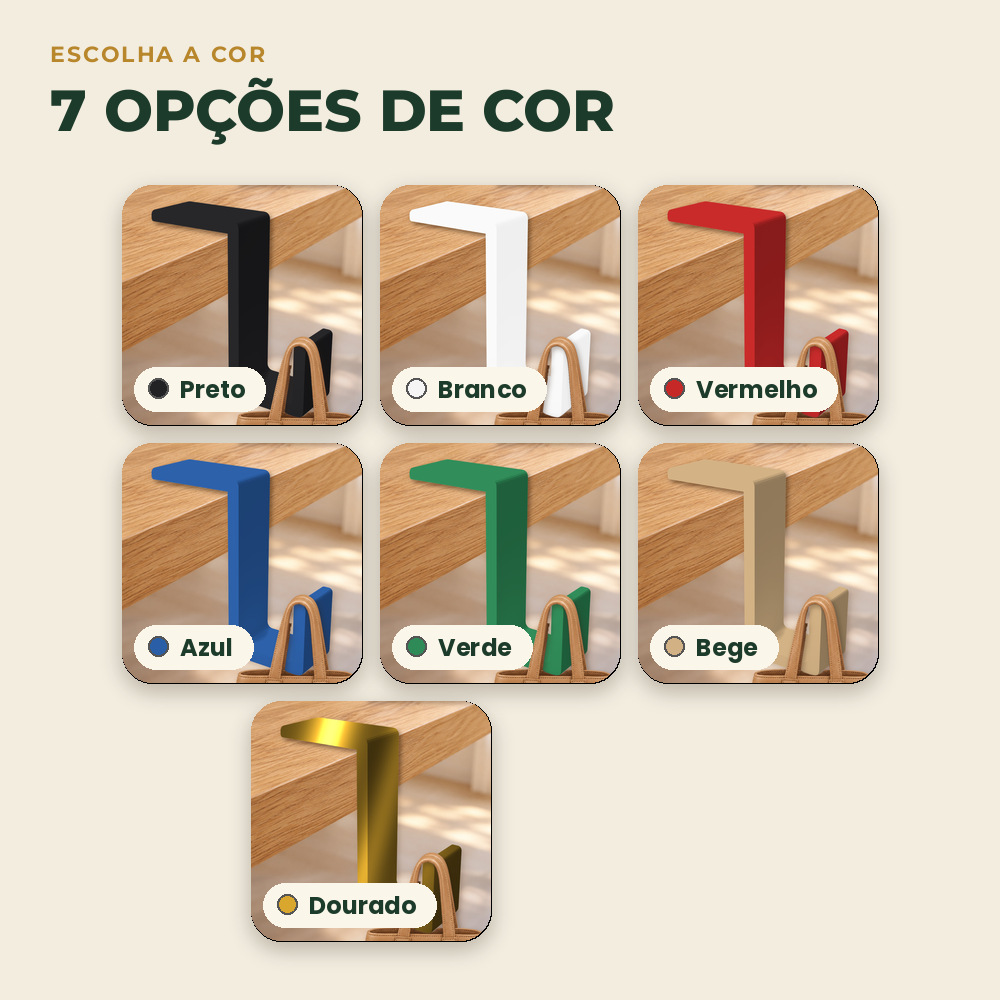 ESCOLHA A COR
7 OPÇÕES DE COR
Preto
Branco
Vermelho
Azul
Verde
Bege
Dourado